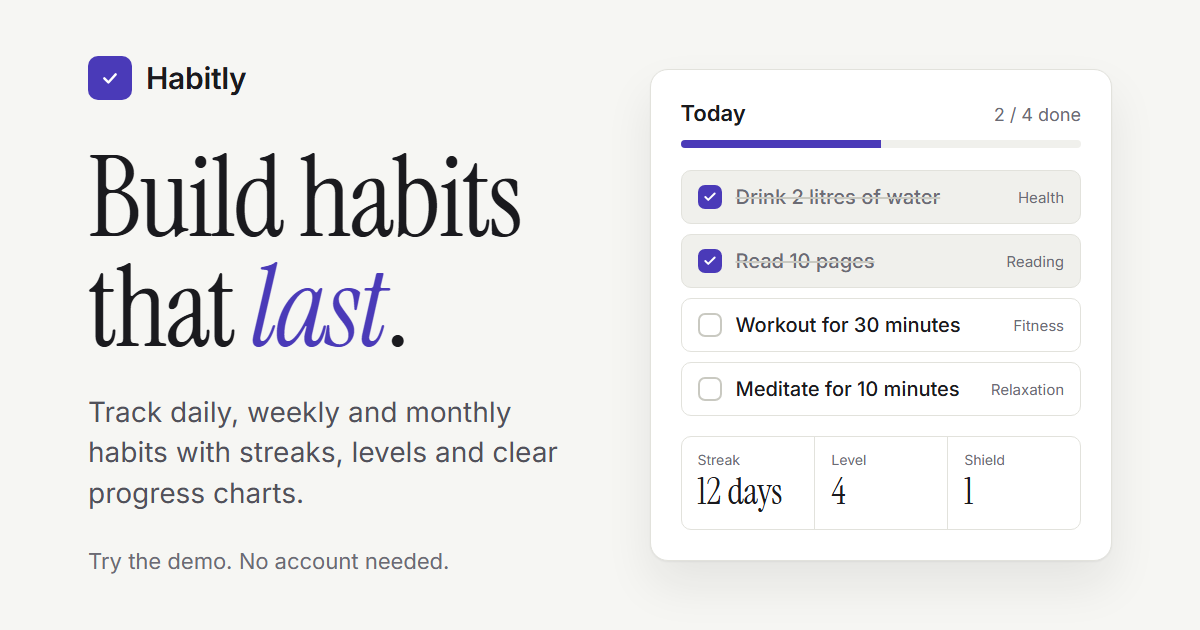 Habitly
Build habits
that last.
Track daily, weekly and monthly
habits with streaks, levels and clear
progress charts.
Try the demo. No account needed.
Today 2 / 4 done
Drink 2 litres of water Health
Read 10 pages Reading
Workout for 30 minutes Fitness
Meditate for 10 minutes Relaxation
Streak Level Shield
12 days 4 1